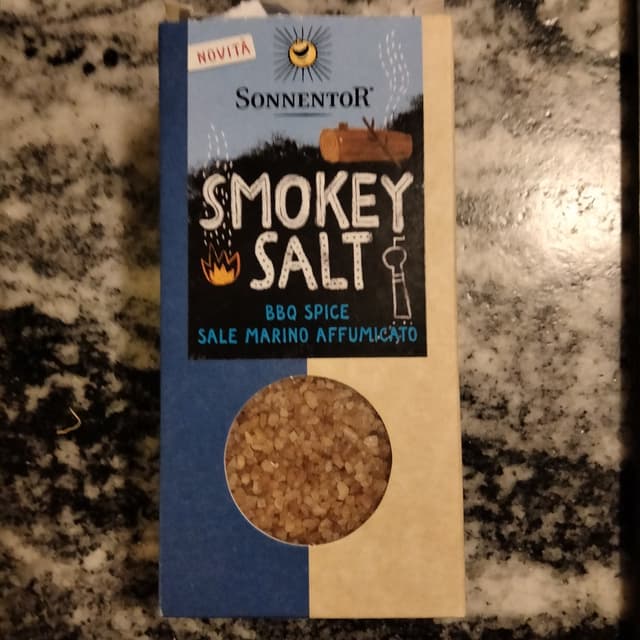 NOVITÀ
SONNENTOR®
SMOKEY
SALT
BBQ SPICE
SALE MARINO AFFUMICATO